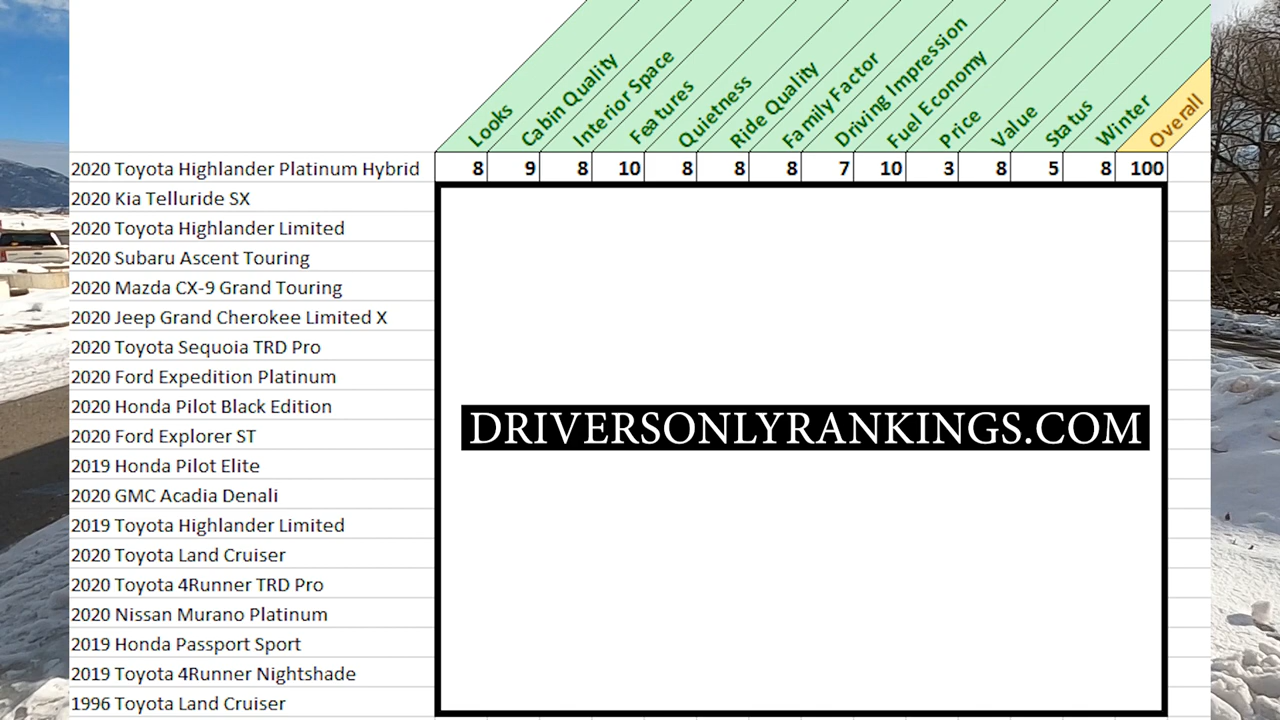 Looks Cabin Quality Interior Space Features Quietness Ride Quality Family Factor Driving Impression Fuel Economy Price Value Status Winter Overall
2020 Toyota Highlander Platinum Hybrid 8 9 8 10 8 8 8 7 10 3 8 5 8 100
2020 Kia Telluride SX
2020 Toyota Highlander Limited
2020 Subaru Ascent Touring
2020 Mazda CX-9 Grand Touring
2020 Jeep Grand Cherokee Limited X
2020 Toyota Sequoia TRD Pro
2020 Ford Expedition Platinum
2020 Honda Pilot Black Edition
DRIVERSONLYRANKINGS.COM
2020 Ford Explorer ST
2019 Honda Pilot Elite
2020 GMC Acadia Denali
2019 Toyota Highlander Limited
2020 Toyota Land Cruiser
2020 Toyota 4Runner TRD Pro
2020 Nissan Murano Platinum
2019 Honda Passport Sport
2019 Toyota 4Runner Nightshade
1996 Toyota Land Cruiser